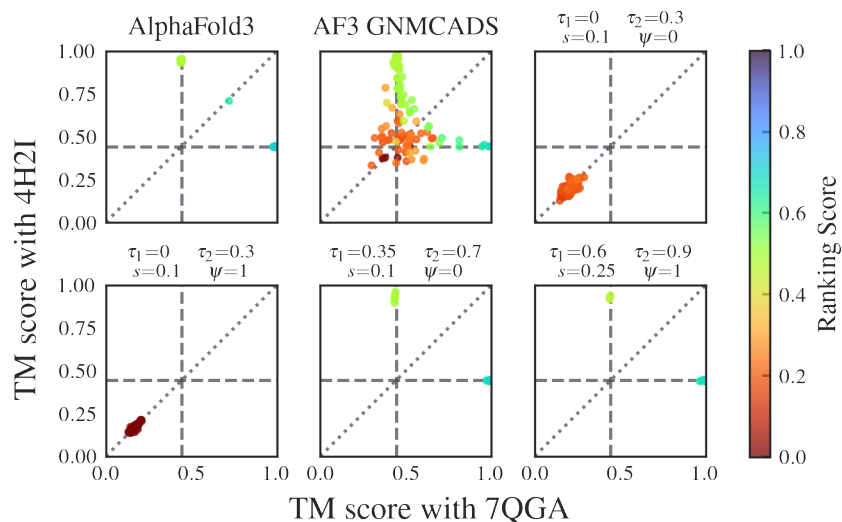 AlphaFold3
AF3 GNMCADS
τ₁=0 τ₂=0.3
s=0.1 ψ=0
1.00
0.75
0.50
0.25
0.00
τ₁=0 τ₂=0.3
s=0.1 ψ=1
τ₁=0.35 τ₂=0.7
s=0.1 ψ=0
τ₁=0.6 τ₂=0.9
s=0.25 ψ=1
1.00
0.75
0.50
0.25
0.00
0.0 0.5 1.0
0.0 0.5 1.0
0.0 0.5 1.0
TM score with 4H2I
TM score with 7QGA
1.0
0.8
0.6
0.4
0.2
0.0
Ranking Score